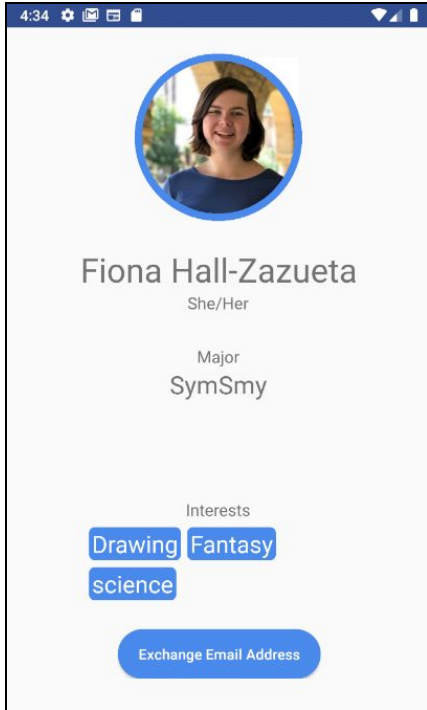 4:34
Fiona Hall-Zazueta
She/Her
Major
SymSmy
Interests
Drawing Fantasy
science
Exchange Email Address